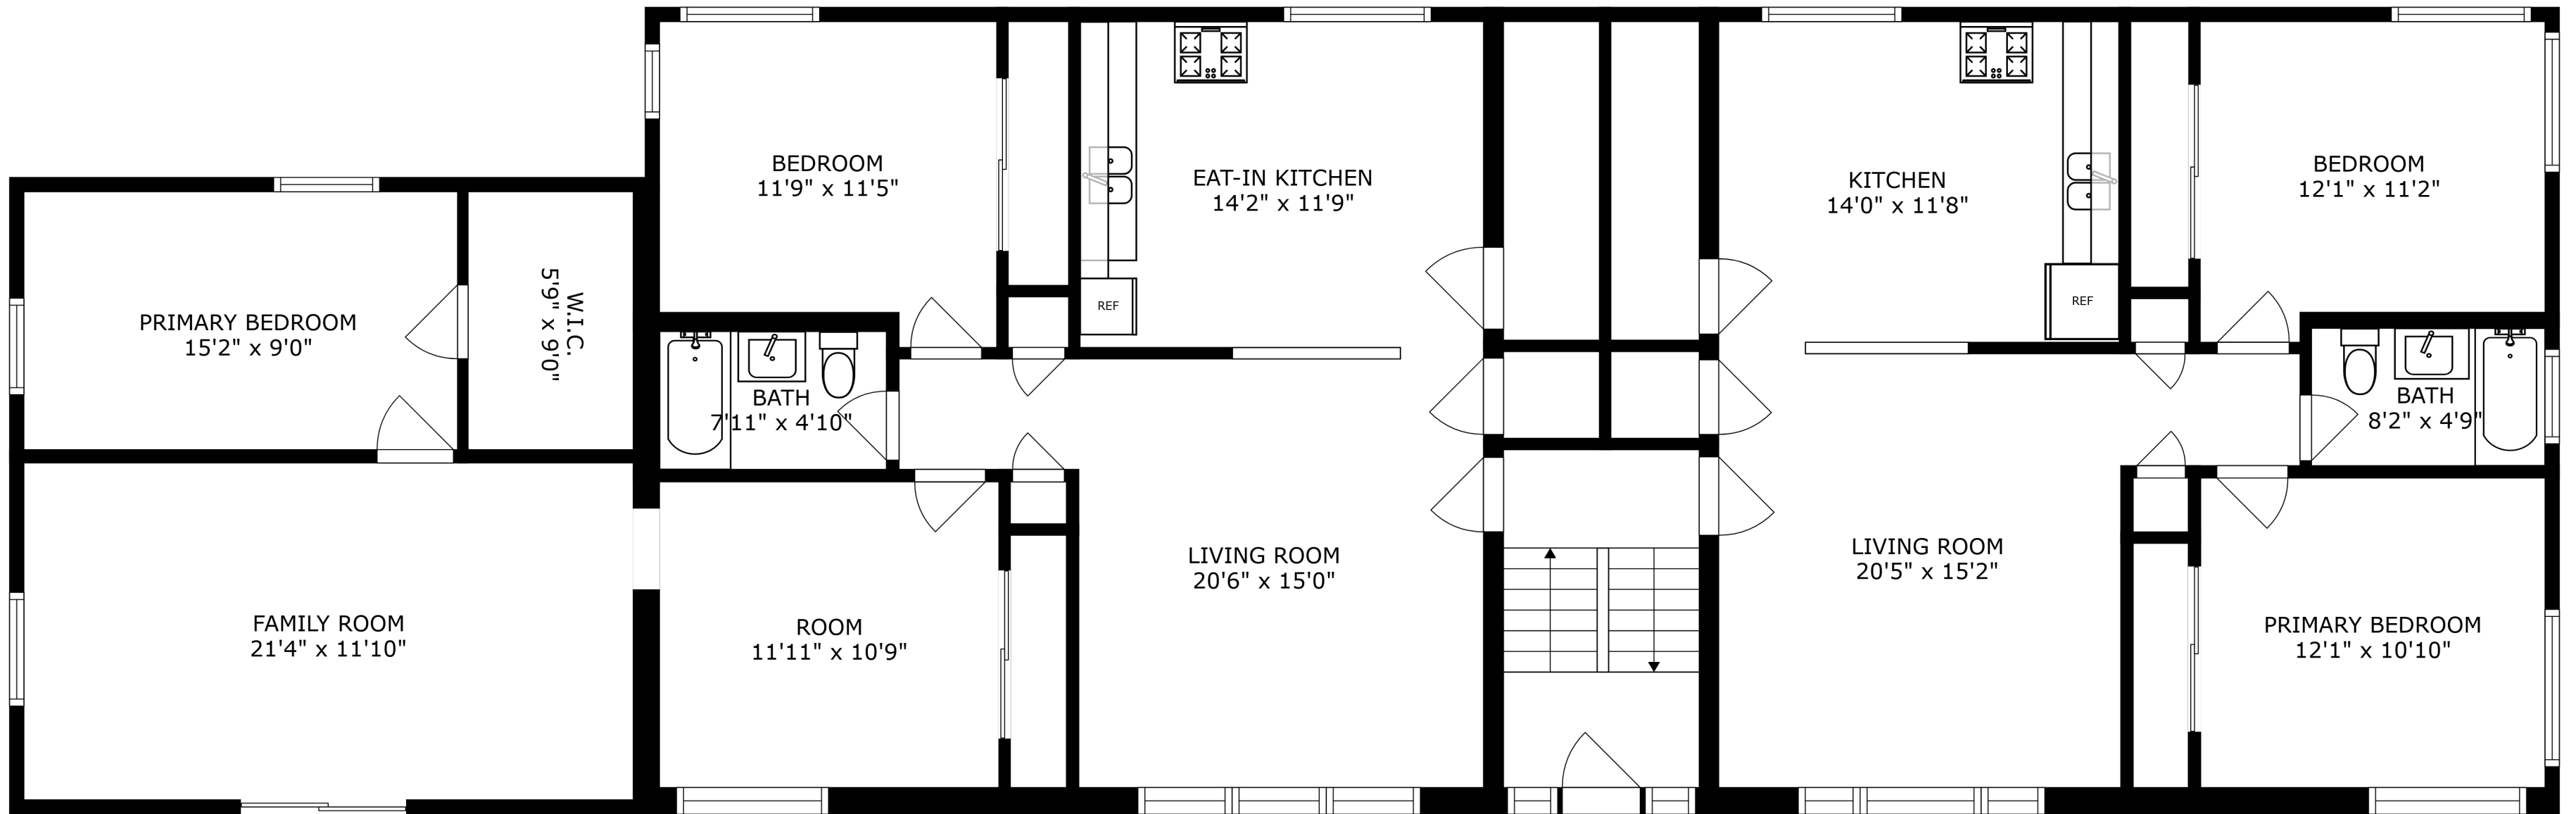 BEDROOM
11'9" x 11'5"
EAT-IN KITCHEN
14'2" x 11'9"
KITCHEN
14'0" x 11'8"
BEDROOM
12'1" x 11'2"
PRIMARY BEDROOM
15'2" x 9'0"
W.I.C.
5'9" x 9'0"
REF
REF
BATH
7'11" x 4'10"
BATH
8'2" x 4'9"
LIVING ROOM
20'6" x 15'0"
LIVING ROOM
20'5" x 15'2"
FAMILY ROOM
21'4" x 11'10"
ROOM
11'11" x 10'9"
PRIMARY BEDROOM
12'1" x 10'10"